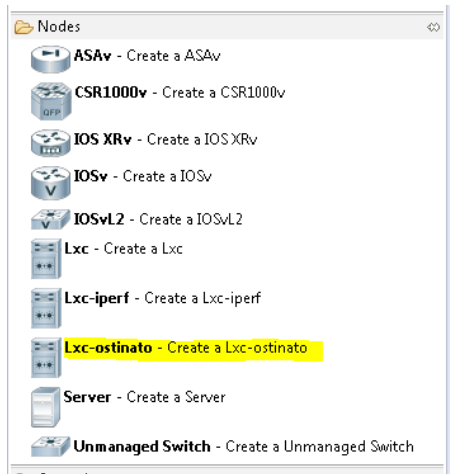 Nodes
ASAv - Create a ASAv
CSR1000v - Create a CSR1000v
QFP
IOS XRv - Create a IOS XRv
IOSv - Create a IOSv
V
IOSvL2 - Create a IOSvL2
V
Lxc - Create a Lxc
Lxc-iperf - Create a Lxc-iperf
Lxc-ostinato - Create a Lxc-ostinato
Server - Create a Server
Unmanaged Switch - Create a Unmanaged Switch